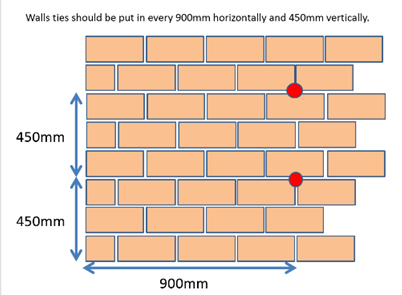 Walls ties should be put in every 900mm horizontally and 450mm vertically.
450mm
450mm
900mm